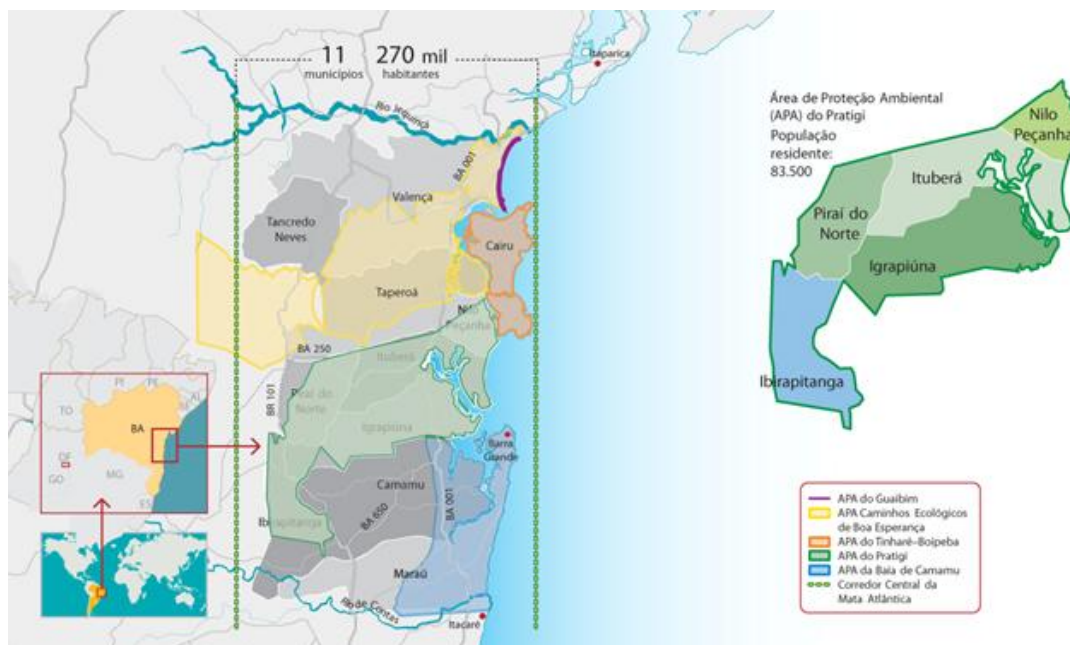 11
municípios
270 mil
habitantes
Itaparica
Rio Jequiriçá
BA 001
Valença
Tancredo
Neves
Cairu
Taperoá
Nilo
Peçanha
BA 250
Ituberá
BR 101
Piraí do
Norte
Igrapiúna
Barra
Grande
Camamu
BA 650
BA 001
Ibirapitanga
Maraú
Rio de Contas
Itacaré
PI
PE
AL
SE
TO
BA
DF
GO
MG
ES
Área de Proteção Ambiental
(APA) do Pratigi
População
residente:
83.500
Nilo
Peçanha
Ituberá
Piraí do
Norte
Igrapiúna
Ibirapitanga
APA do Guaibim
APA Caminhos Ecológicos
de Boa Esperança
APA do Tinharé–Boipeba
APA do Pratigi
APA da Baia de Camamu
Corredor Central da
Mata Atlântica